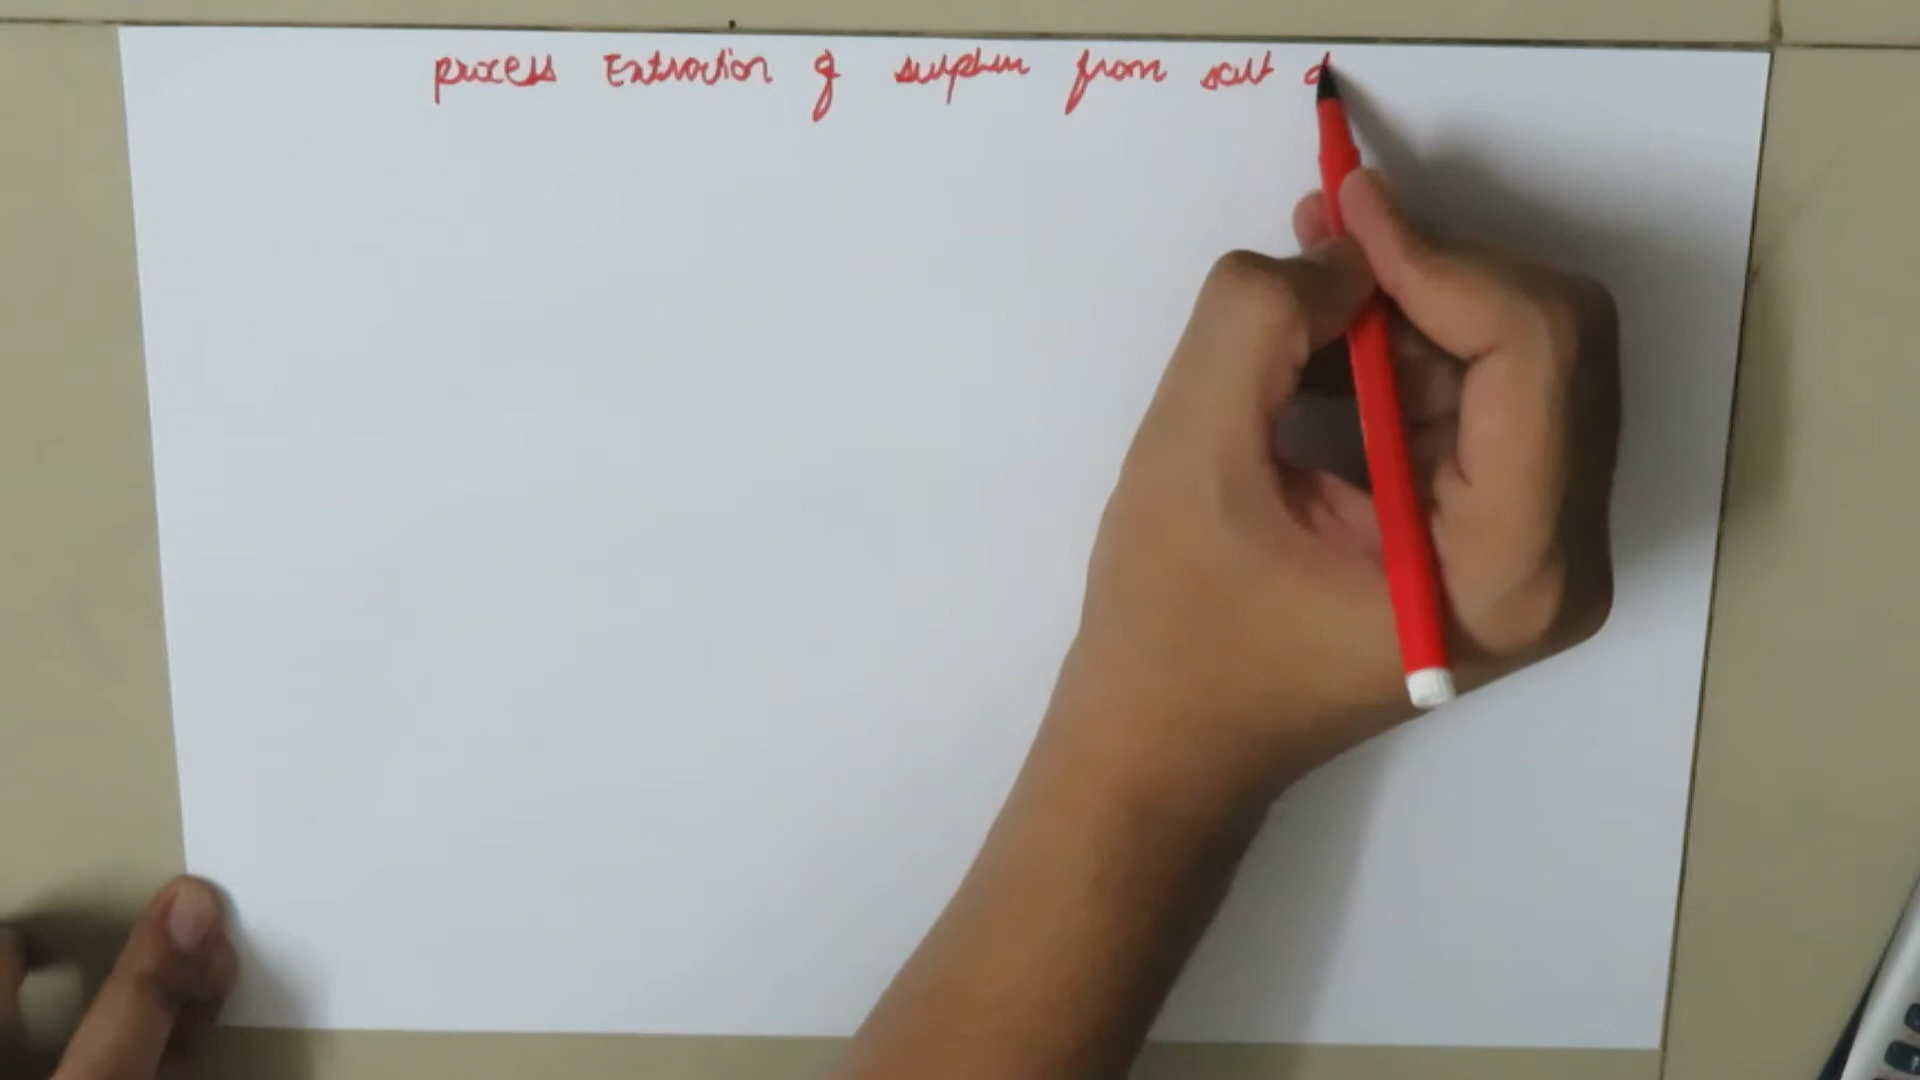 process Extraction of sulphur from salt d